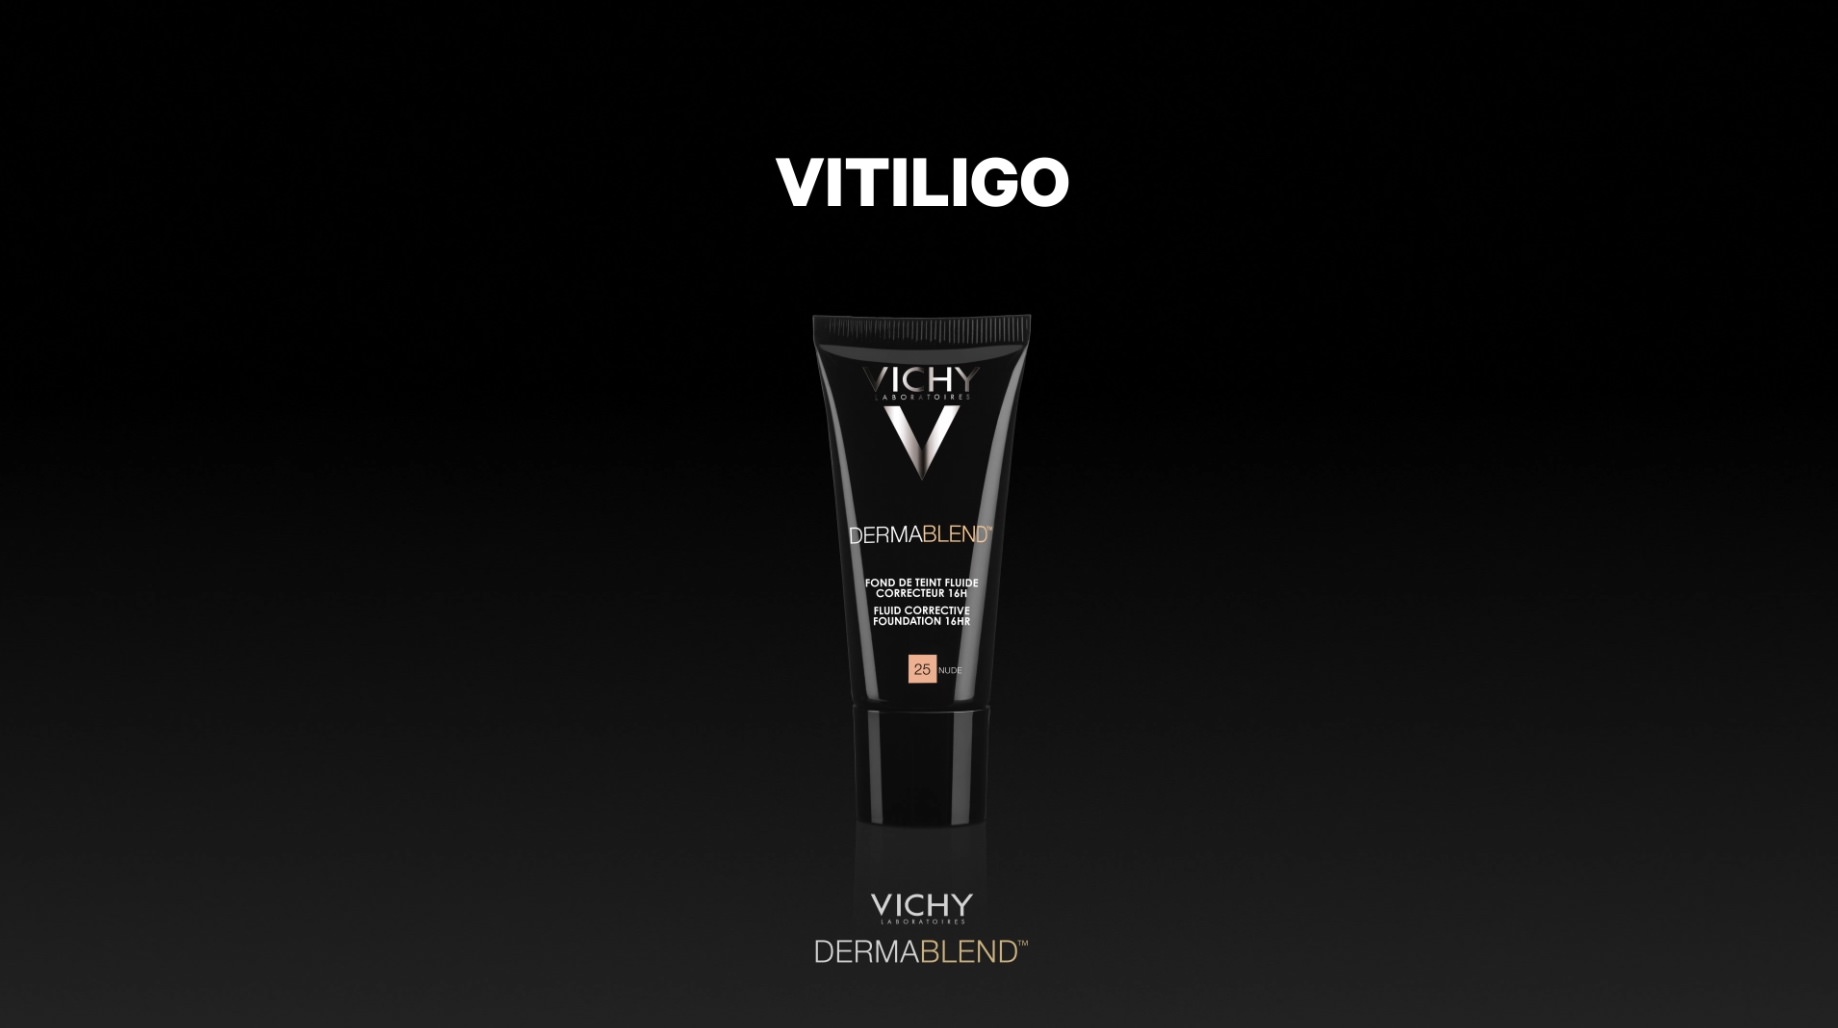 VITILIGO
VICHY
LABORATOIRES
DERMABLEND™
FOND DE TEINT FLUIDE
CORRECTEUR 16H
FLUID CORRECTIVE
FOUNDATION 16HR
25 NUDE
VICHY
LABORATOIRES
DERMABLEND™